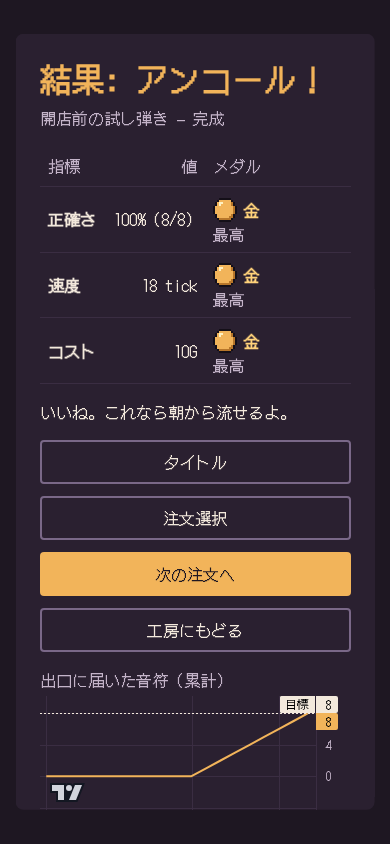 結果: アンコール！
開店前の試し弾き – 完成
指標 値 メダル
正確さ 100% (8/8) 金
最高
速度 18 tick 金
最高
コスト 10G 金
最高
いいね。これなら朝から流せるよ。
タイトル
注文選択
次の注文へ
工房にもどる
出口に届いた音符（累計）
目標 8
8
4
0